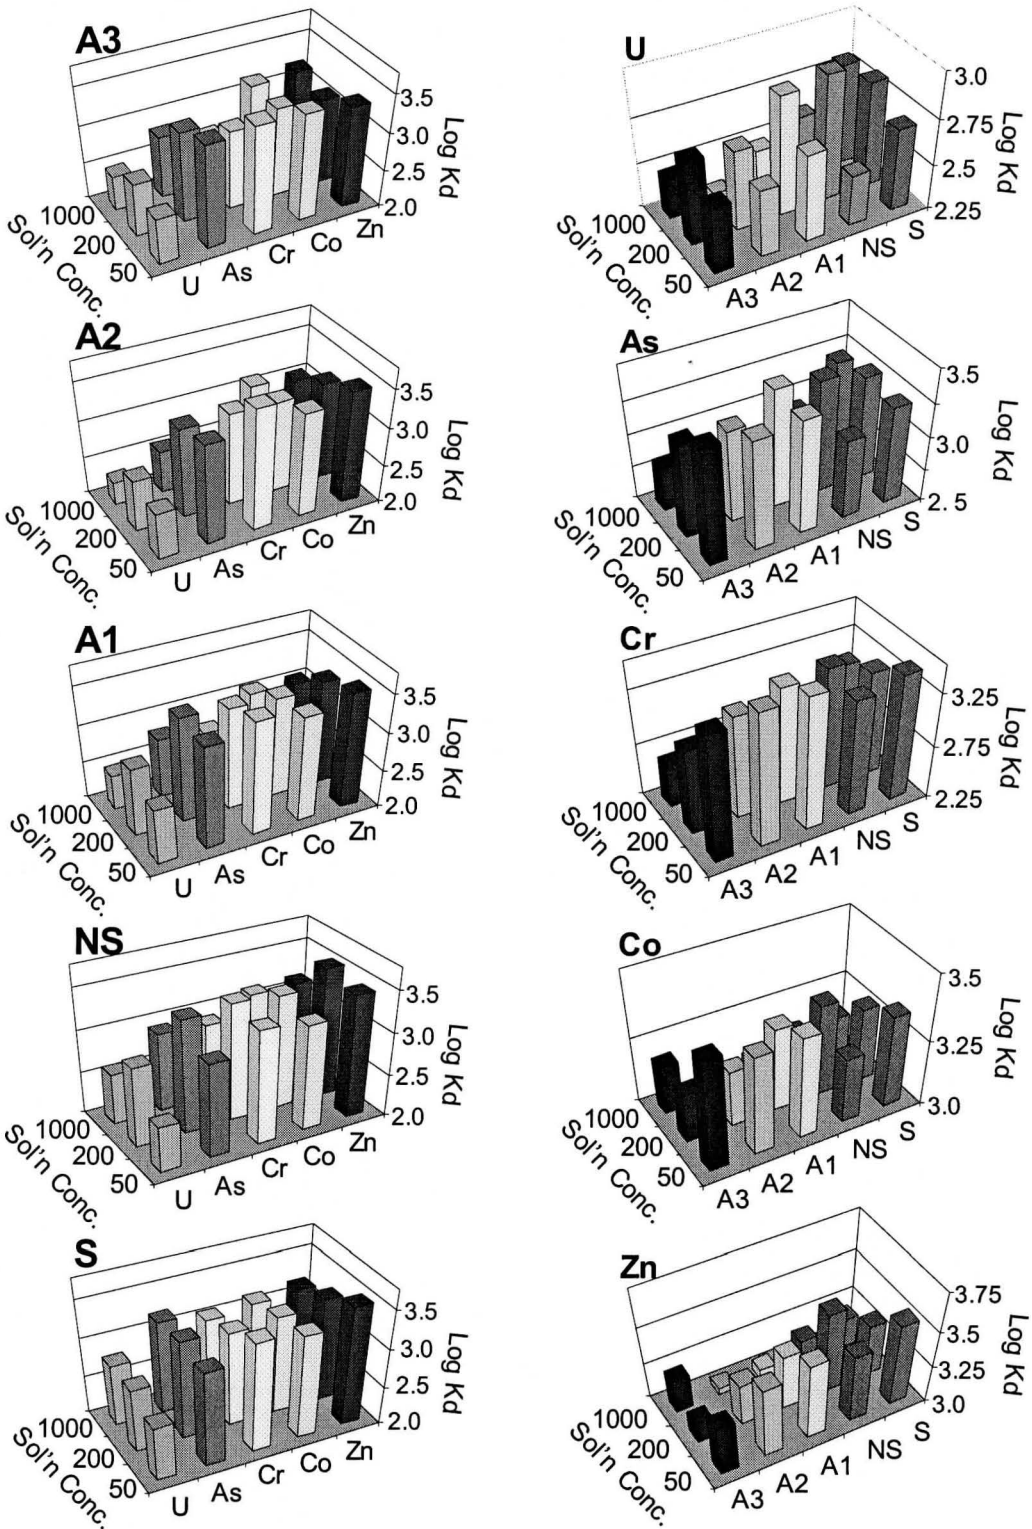 A3
3.5
3.0
2.5
2.0
Log Kd
1000
200
50
Sol'n Conc.
U
As
Cr
Co
Zn
A2
3.5
3.0
2.5
2.0
Log Kd
1000
200
50
Sol'n Conc.
U
As
Cr
Co
Zn
A1
3.5
3.0
2.5
2.0
Log Kd
1000
200
50
Sol'n Conc.
U
As
Cr
Co
Zn
NS
3.5
3.0
2.5
2.0
Log Kd
1000
200
50
Sol'n Conc.
U
As
Cr
Co
Zn
S
3.5
3.0
2.5
2.0
Log Kd
1000
200
50
Sol'n Conc.
U
As
Cr
Co
Zn
U
3.0
2.75
2.5
2.25
Log Kd
1000
200
50
Sol'n Conc.
A3
A2
A1
NS
S
As
3.5
3.0
2.5
Log Kd
1000
200
50
Sol'n Conc.
A3
A2
A1
NS
S
Cr
3.25
2.75
2.25
Log Kd
1000
200
50
Sol'n Conc.
A3
A2
A1
NS
S
Co
3.5
3.25
3.0
Log Kd
1000
200
50
Sol'n Conc.
A3
A2
A1
NS
S
Zn
3.75
3.5
3.25
3.0
Log Kd
1000
200
50
Sol'n Conc.
A3
A2
A1
NS
S